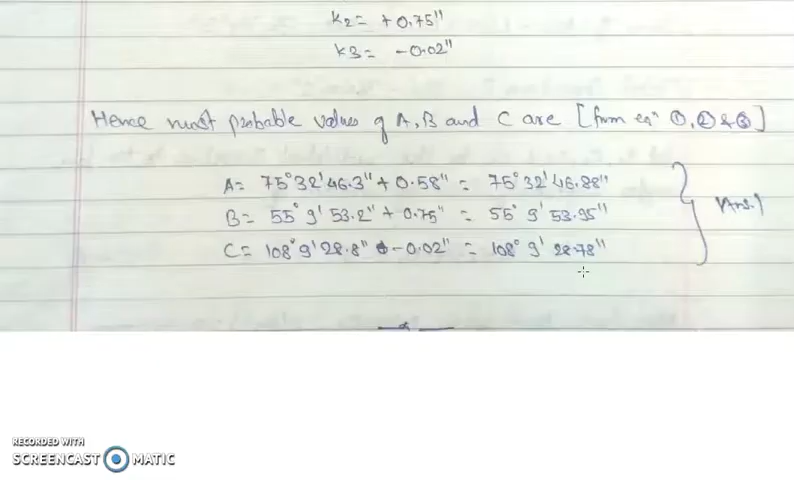 k2 = +0.75"
k3 = -0.02"
Hence most probable values of A, B and C are [from eqⁿ ①, ② & ③]
A = 75° 32' 46.3" + 0.58" = 75° 32' 46.88"
B = 55° 9' 53.2" + 0.75" = 55° 9' 53.95"
C = 108° 9' 28.8" - 0.02" = 108° 9' 28.78"
(Ans.)
RECORDED WITH
SCREENCAST MATIC